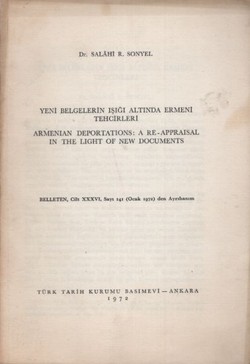 Dr. SALÂHİ R. SONYEL
YENİ BELGELERİN IŞIĞI ALTINDA ERMENİ
TEHCİRLERİ
ARMENIAN DEPORTATIONS: A RE-APPRAISAL
IN THE LIGHT OF NEW DOCUMENTS
BELLETEN, Cilt XXXVI, Sayı 141 (Ocak 1972) den Ayrıbasım
TÜRK TARİH KURUMU BASIMEVİ — ANKARA
1972